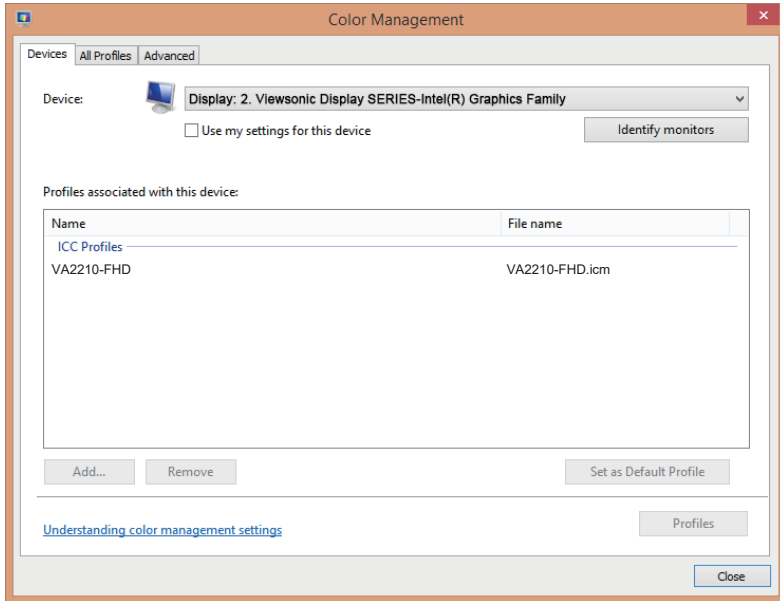 Color Management
Devices All Profiles Advanced
Device: Display: 2. Viewsonic Display SERIES-Intel(R) Graphics Family
Use my settings for this device Identify monitors
Profiles associated with this device:
Name File name
ICC Profiles
VA2210-FHD VA2210-FHD.icm
Add... Remove Set as Default Profile
Understanding color management settings Profiles
Close